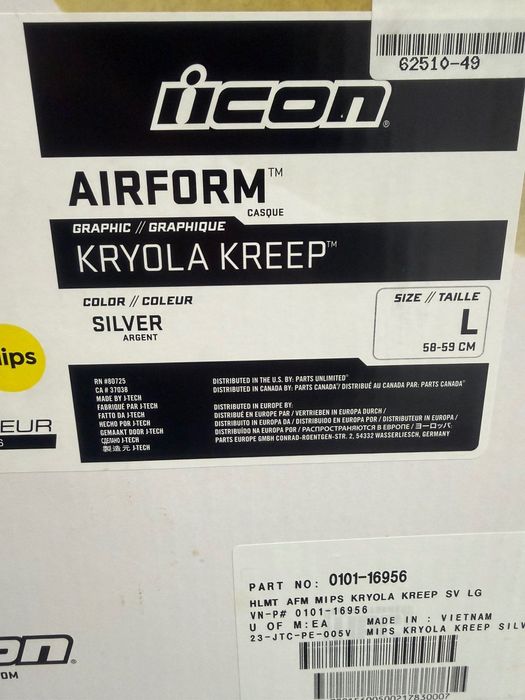 62510-49
icon®
AIRFORM™
CASQUE
GRAPHIC // GRAPHIQUE
KRYOLA KREEP™
COLOR // COLEUR
SILVER
ARGENT
SIZE // TAILLE
L
58-59 CM
ips
RN #80725
CA # 37038
MADE BY J-TECH
FABRIQUÉ PAR J-TECH
FATTO DA J-TECH
HECHO POR J-TECH
GEMAAKT DOOR J-TECH
СДЕЛАНО J-TECH
製造元 J-TECH
DISTRIBUTED IN THE U.S. BY: PARTS UNLIMITED®
DISTRIBUTED IN CANADA BY: PARTS CANADA®/ DISTRIBUÉ AU CANADA PAR: PARTS CANADA®
DISTRIBUTED IN EUROPE BY:
DISTRIBUÉ EN EUROPE PAR / VERTRIEBEN IN EUROPA DURCH /
DISTRIBUITO IN EUROPA DA / DISTRIBUIDO EN EUROPA POR / DISTRIBUTEUR IN EUROPA /
DISTRIBUÍDO NA EUROPA POR / РАСПРОСТРАНЯЮТСЯ В ЕВРОПЕ / ヨーロッパ
PARTS EUROPE GMBH CONRAD-ROENTGEN-STR. 2, 54332 WASSERLIESCH, GERMANY
EUR
PART NO: 0101-16956
HLMT AFM MIPS KRYOLA KREEP SV LG
VN-P# 0101-16956
U OF M:EA MADE IN : VIETNAM
23-JTC-PE-005V MIPS KRYOLA KREEP SILV
on®
OM